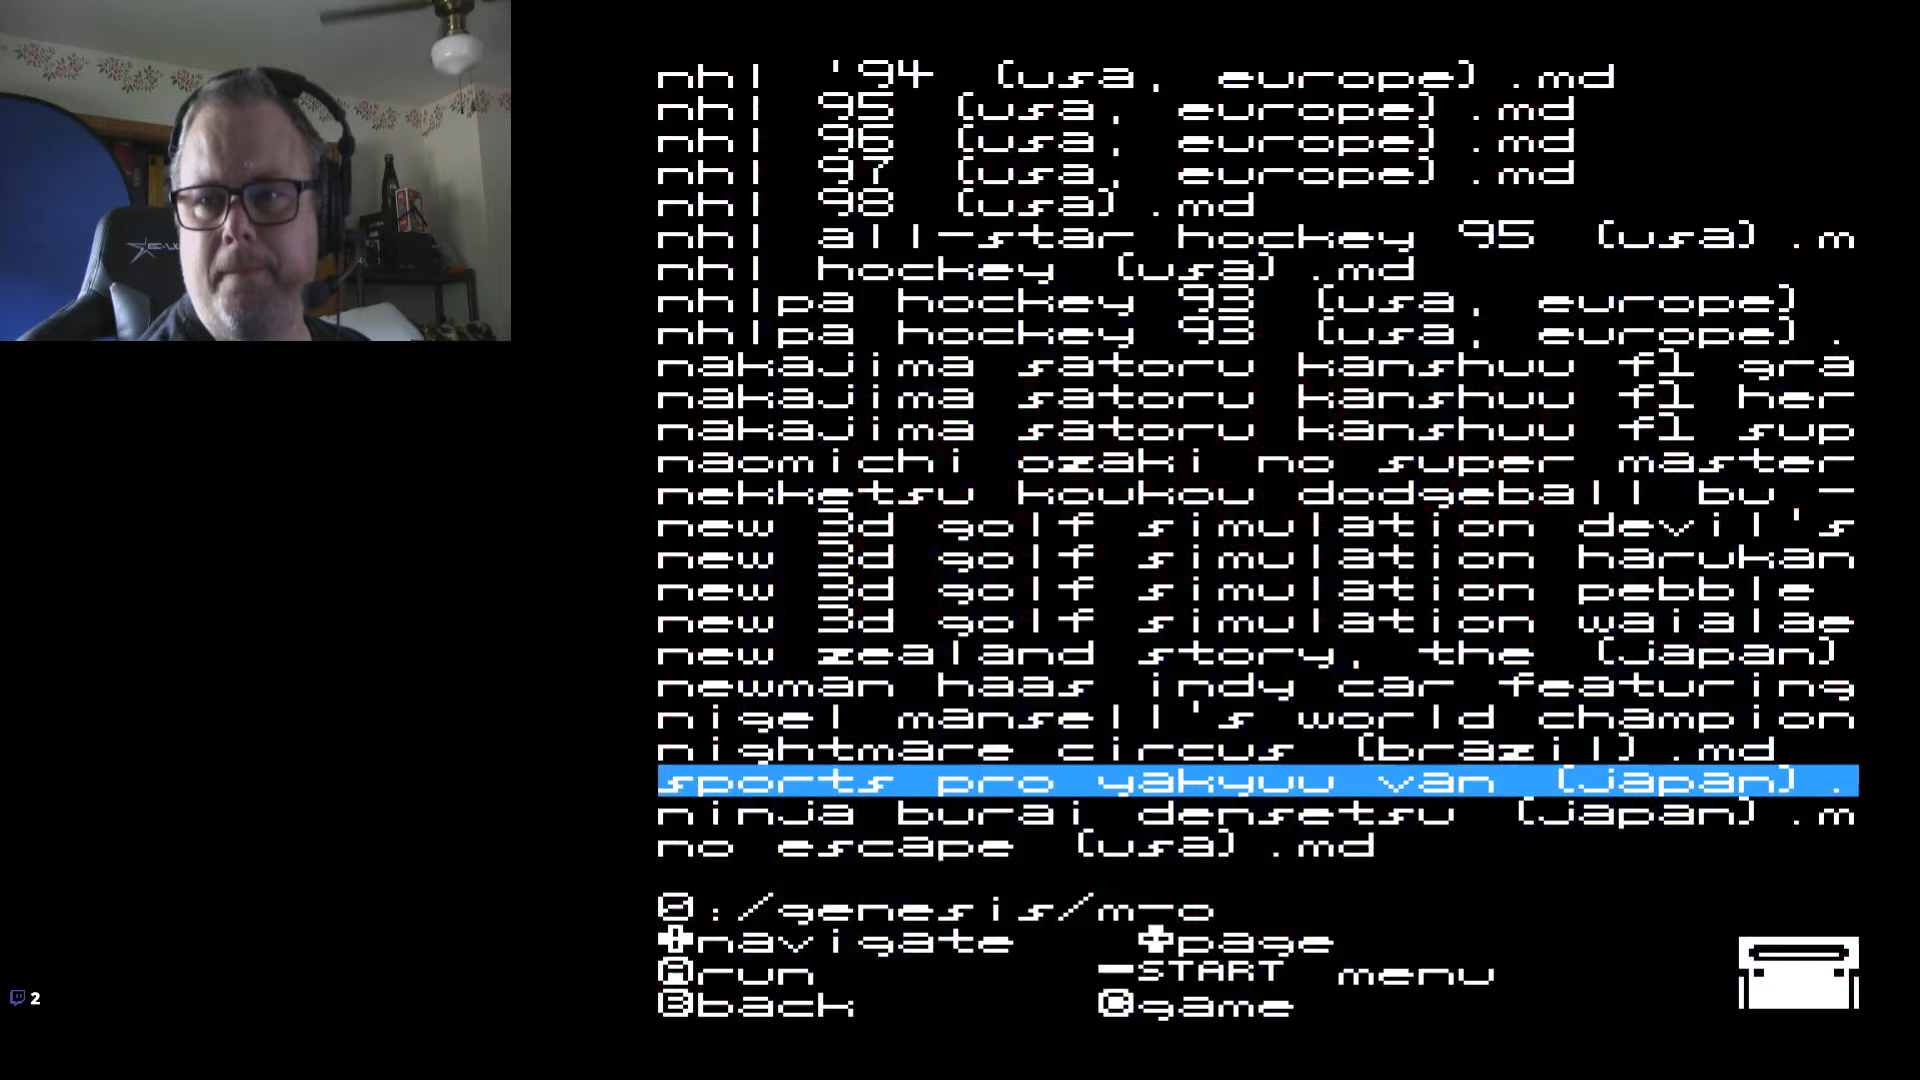 nhl '94 (usa, europe).md
nhl 95 (usa, europe).md
nhl 96 (usa, europe).md
nhl 97 (usa, europe).md
nhl 98 (usa).md
nhl all-star hockey 95 (usa).m
nhl hockey (usa).md
nhlpa hockey 93 (usa, europe)
nhlpa hockey 93 (usa, europe).
nakajima satoru kanshuu f1 gra
nakajima satoru kanshuu f1 her
nakajima satoru kanshuu f1 sup
naomichi ozaki no super master
nekketsu koukou dodgeball bu -
new 3d golf simulation devil's
new 3d golf simulation harukan
new 3d golf simulation pebble
new 3d golf simulation waialae
new zealand story, the (japan)
newman haas indy car featuring
nigel mansell's world champion
nightmare circus (brazil).md
sports pro yakyuu van (japan).
ninja burai densetsu (japan).m
no escape (usa).md
0:/genesis/m-o
navigate page
A run START menu
B back C game
2